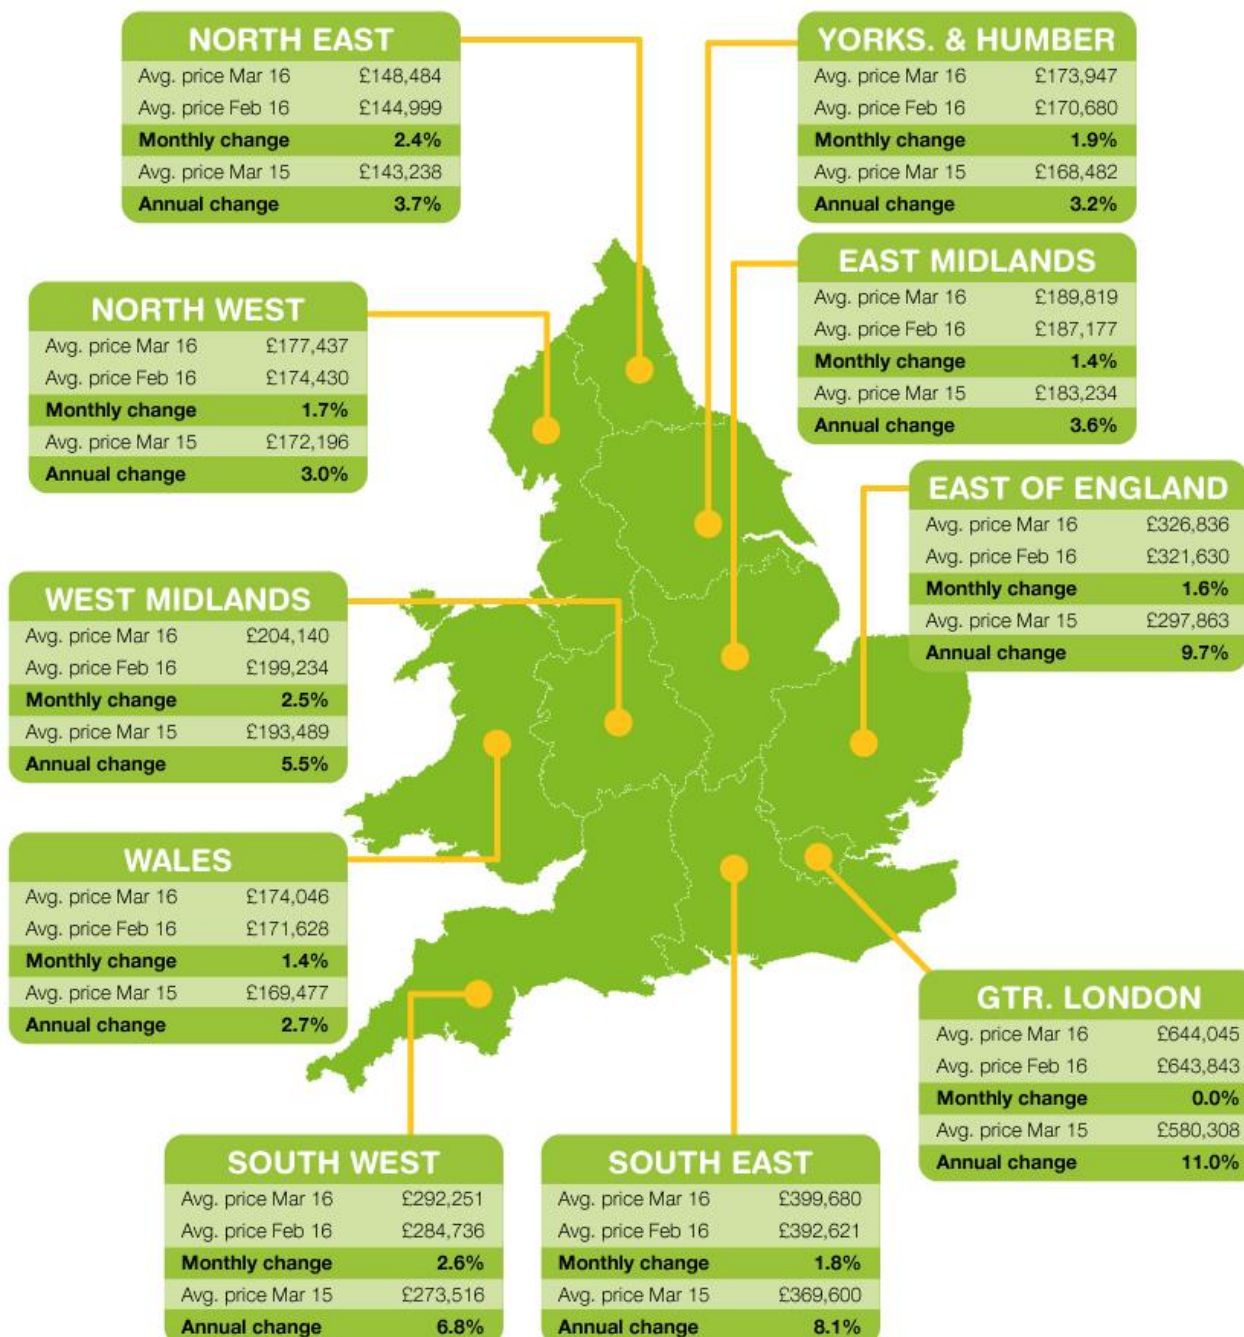 NORTH EAST
Avg. price Mar 16 £148,484
Avg. price Feb 16 £144,999
Monthly change 2.4%
Avg. price Mar 15 £143,238
Annual change 3.7%
YORKS. & HUMBER
Avg. price Mar 16 £173,947
Avg. price Feb 16 £170,680
Monthly change 1.9%
Avg. price Mar 15 £168,482
Annual change 3.2%
EAST MIDLANDS
Avg. price Mar 16 £189,819
Avg. price Feb 16 £187,177
Monthly change 1.4%
Avg. price Mar 15 £183,234
Annual change 3.6%
NORTH WEST
Avg. price Mar 16 £177,437
Avg. price Feb 16 £174,430
Monthly change 1.7%
Avg. price Mar 15 £172,196
Annual change 3.0%
EAST OF ENGLAND
Avg. price Mar 16 £326,836
Avg. price Feb 16 £321,630
Monthly change 1.6%
Avg. price Mar 15 £297,863
Annual change 9.7%
WEST MIDLANDS
Avg. price Mar 16 £204,140
Avg. price Feb 16 £199,234
Monthly change 2.5%
Avg. price Mar 15 £193,489
Annual change 5.5%
WALES
Avg. price Mar 16 £174,046
Avg. price Feb 16 £171,628
Monthly change 1.4%
Avg. price Mar 15 £169,477
Annual change 2.7%
GTR. LONDON
Avg. price Mar 16 £644,045
Avg. price Feb 16 £643,843
Monthly change 0.0%
Avg. price Mar 15 £580,308
Annual change 11.0%
SOUTH WEST
Avg. price Mar 16 £292,251
Avg. price Feb 16 £284,736
Monthly change 2.6%
Avg. price Mar 15 £273,516
Annual change 6.8%
SOUTH EAST
Avg. price Mar 16 £399,680
Avg. price Feb 16 £392,621
Monthly change 1.8%
Avg. price Mar 15 £369,600
Annual change 8.1%